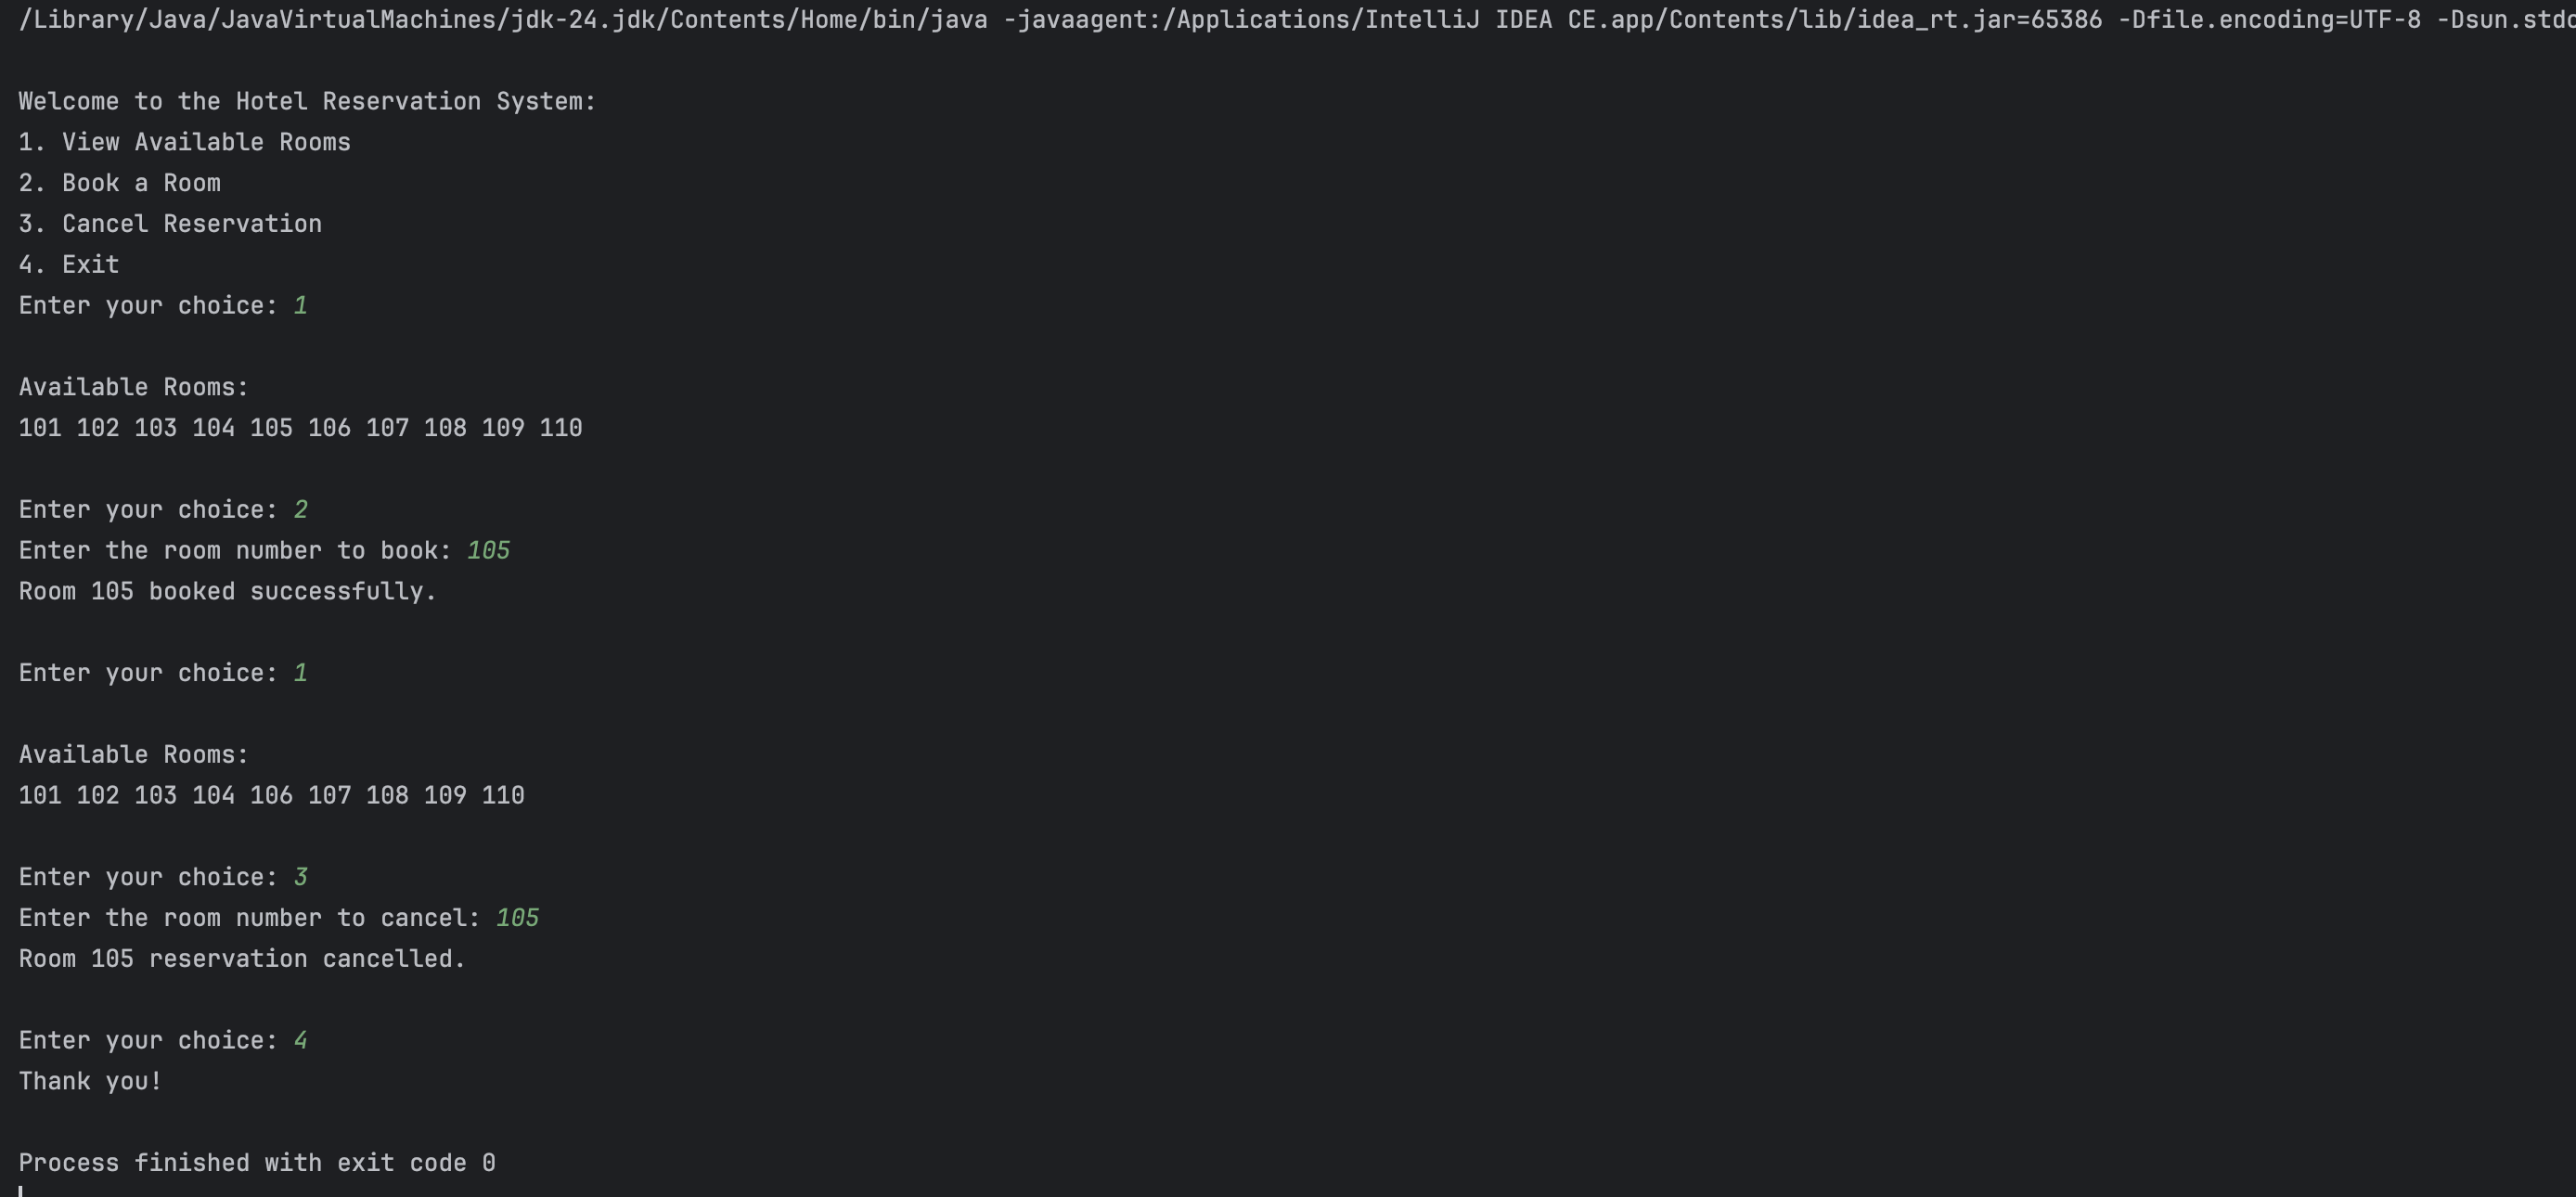 /Library/Java/JavaVirtualMachines/jdk-24.jdk/Contents/Home/bin/java -javaagent:/Applications/IntelliJ IDEA CE.app/Contents/lib/idea_rt.jar=65386 -Dfile.encoding=UTF-8 -Dsun.stdo
Welcome to the Hotel Reservation System:
1. View Available Rooms
2. Book a Room
3. Cancel Reservation
4. Exit
Enter your choice: 1
Available Rooms:
101 102 103 104 105 106 107 108 109 110
Enter your choice: 2
Enter the room number to book: 105
Room 105 booked successfully.
Enter your choice: 1
Available Rooms:
101 102 103 104 106 107 108 109 110
Enter your choice: 3
Enter the room number to cancel: 105
Room 105 reservation cancelled.
Enter your choice: 4
Thank you!
Process finished with exit code 0